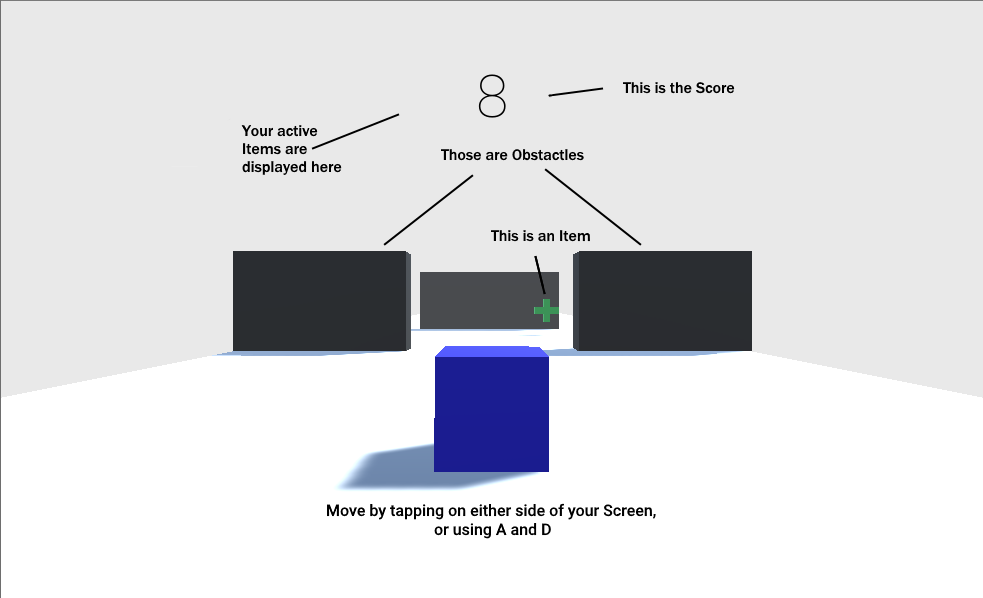 8
This is the Score
Your active
Items are
displayed here
Those are Obstactles
This is an Item
Move by tapping on either side of your Screen,
or using A and D